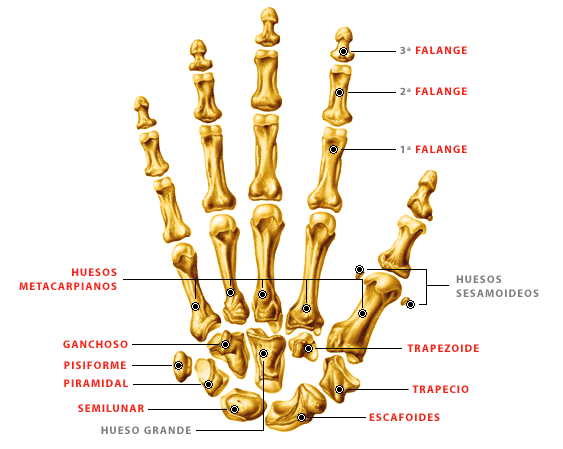 3ª FALANGE
2ª FALANGE
1ª FALANGE
HUESOS
METACARPIANOS
HUESOS
SESAMOIDEOS
GANCHOSO
TRAPEZOIDE
PISIFORME
PIRAMIDAL
TRAPECIO
SEMILUNAR
ESCAFOIDES
HUESO GRANDE